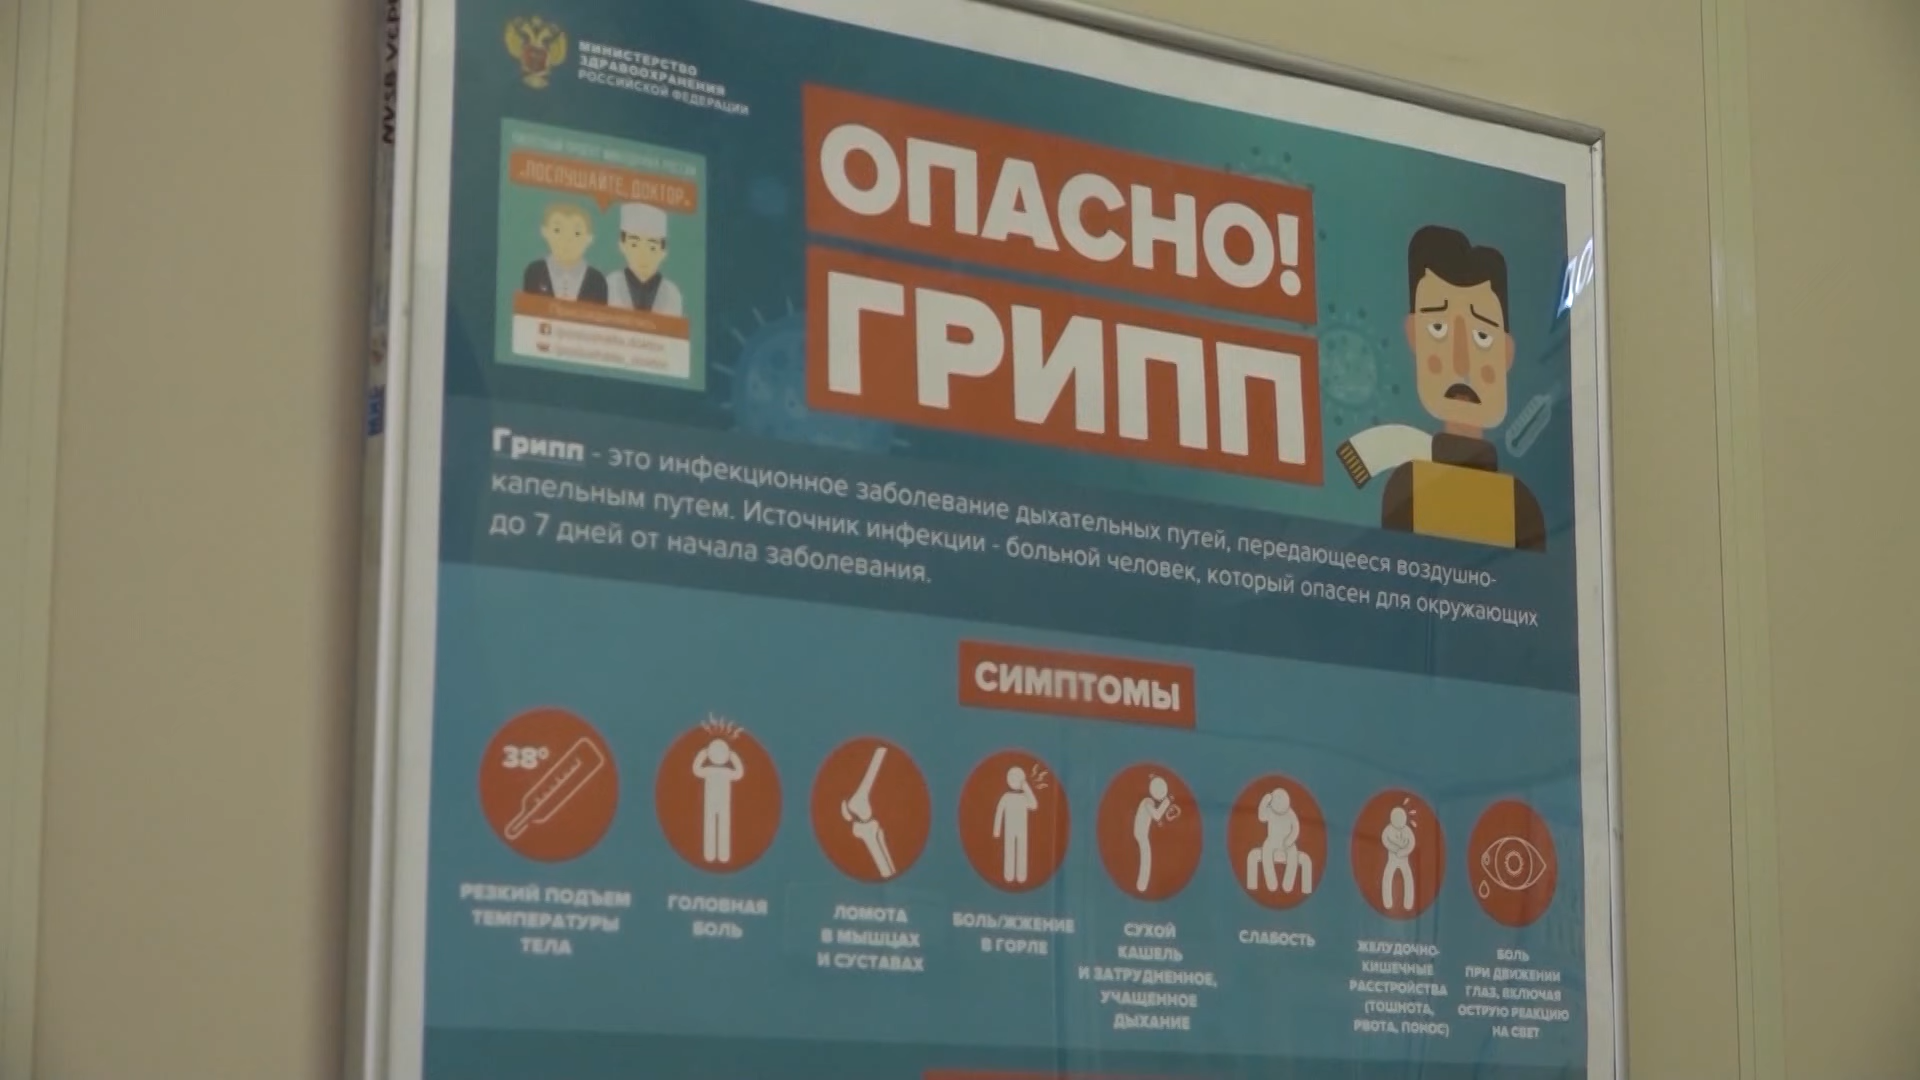 МИНИСТЕРСТВО
ЗДРАВООХРАНЕНИЯ
РОССИЙСКОЙ ФЕДЕРАЦИИ
«ПОСЛУШАЙТЕ, ДОКТОР»
ОПАСНО!
ГРИПП
Грипп - это инфекционное заболевание дыхательных путей, передающееся воздушно-
капельным путем. Источник инфекции - больной человек, который опасен для окружающих
до 7 дней от начала заболевания.
СИМПТОМЫ
38°
РЕЗКИЙ ПОДЪЕМ
ТЕМПЕРАТУРЫ
ТЕЛА
ГОЛОВНАЯ
БОЛЬ
ЛОМОТА
В МЫШЦАХ
И СУСТАВАХ
БОЛЬ/ЖЖЕНИЕ
В ГОРЛЕ
СУХОЙ
КАШЕЛЬ
И ЗАТРУДНЕННОЕ,
УЧАЩЕННОЕ
ДЫХАНИЕ
СЛАБОСТЬ
ЖЕЛУДОЧНО-
КИШЕЧНЫЕ
РАССТРОЙСТВА
(ТОШНОТА,
РВОТА, ПОНОС)
БОЛЬ
ПРИ ДВИЖЕНИИ
ГЛАЗ, ВКЛЮЧАЯ
ОСТРУЮ РЕАКЦИЮ
НА СВЕТ